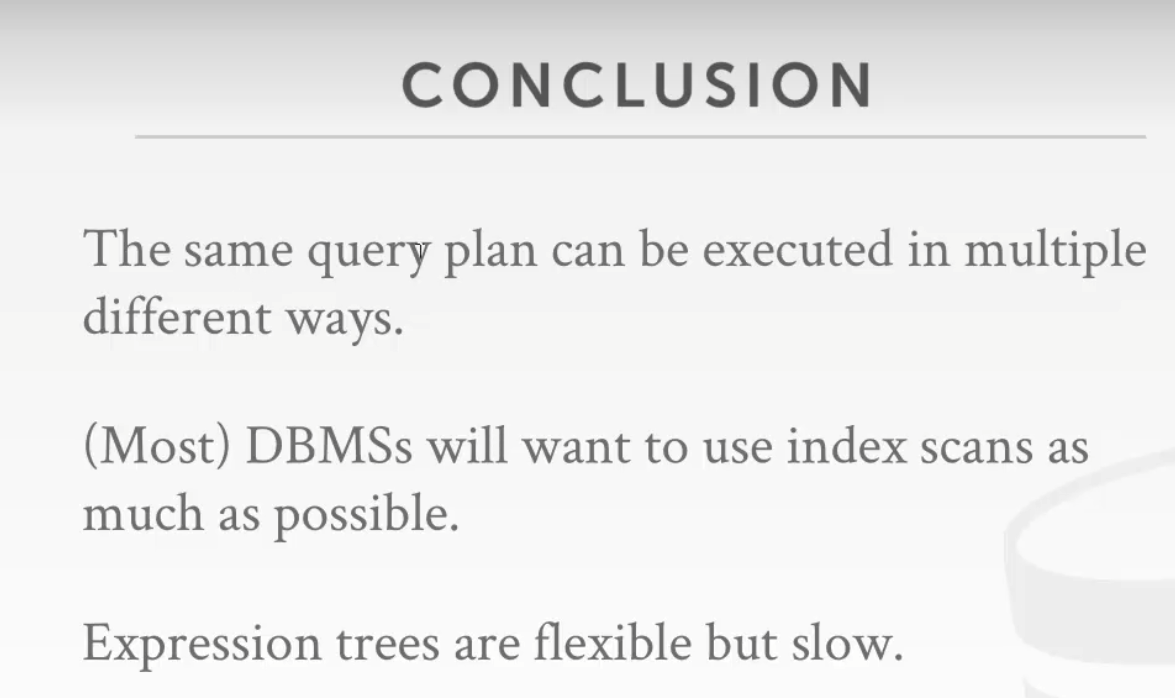 CONCLUSION
The same query plan can be executed in multiple
different ways.
(Most) DBMSs will want to use index scans as
much as possible.
Expression trees are flexible but slow.